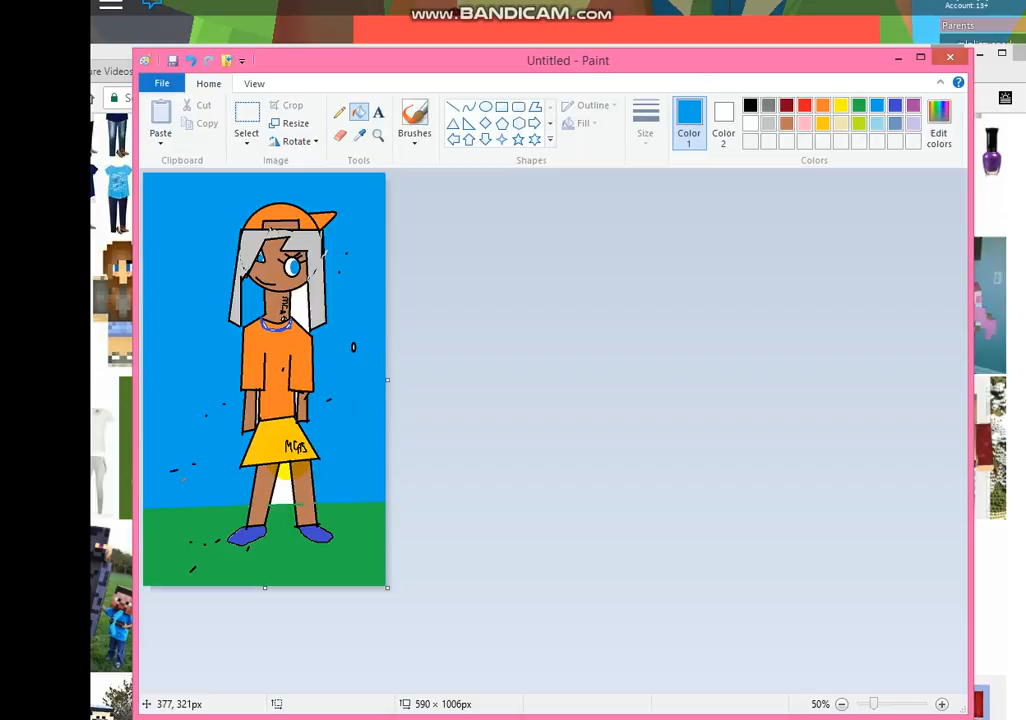 www.BANDICAM.com
Account: 13+
Parents
Untitled - Paint
ure Videos
File
Home
View
S
Paste
Cut
Copy
Clipboard
Select
Crop
Resize
Rotate
Image
A
Tools
Brushes
Outline
Fill
Shapes
Size
Color
1
Color
2
Edit
colors
Colors
377, 321px
590 × 1006px
50%